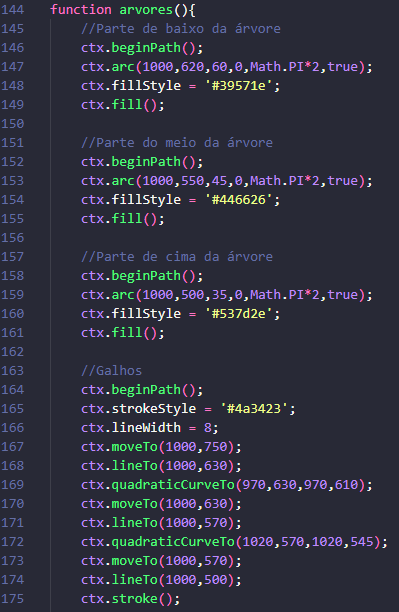 144 function arvores(){
145 //Parte de baixo da árvore
146 ctx.beginPath();
147 ctx.arc(1000,620,60,0,Math.PI*2,true);
148 ctx.fillStyle = '#39571e';
149 ctx.fill();
150
151 //Parte do meio da árvore
152 ctx.beginPath();
153 ctx.arc(1000,550,45,0,Math.PI*2,true);
154 ctx.fillStyle = '#446626';
155 ctx.fill();
156
157 //Parte de cima da árvore
158 ctx.beginPath();
159 ctx.arc(1000,500,35,0,Math.PI*2,true);
160 ctx.fillStyle = '#537d2e';
161 ctx.fill();
162
163 //Galhos
164 ctx.beginPath();
165 ctx.strokeStyle = '#4a3423';
166 ctx.lineWidth = 8;
167 ctx.moveTo(1000,750);
168 ctx.lineTo(1000,630);
169 ctx.quadraticCurveTo(970,630,970,610);
170 ctx.moveTo(1000,630);
171 ctx.lineTo(1000,570);
172 ctx.quadraticCurveTo(1020,570,1020,545);
173 ctx.moveTo(1000,570);
174 ctx.lineTo(1000,500);
175 ctx.stroke();